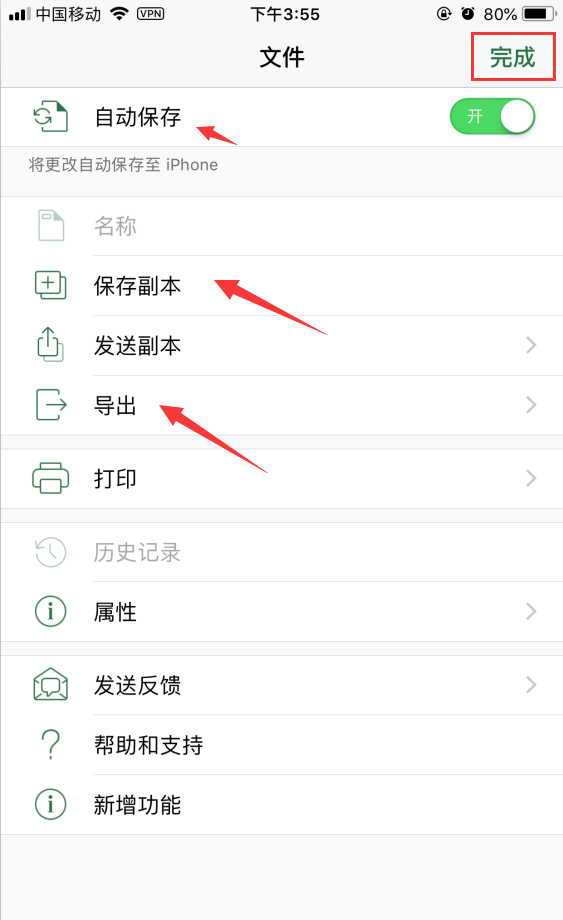 中国移动 VPN 下午3:55 80%
文件 完成
自动保存 开
将更改自动保存至 iPhone
名称
保存副本
发送副本
导出
打印
历史记录
属性
发送反馈
帮助和支持
新增功能